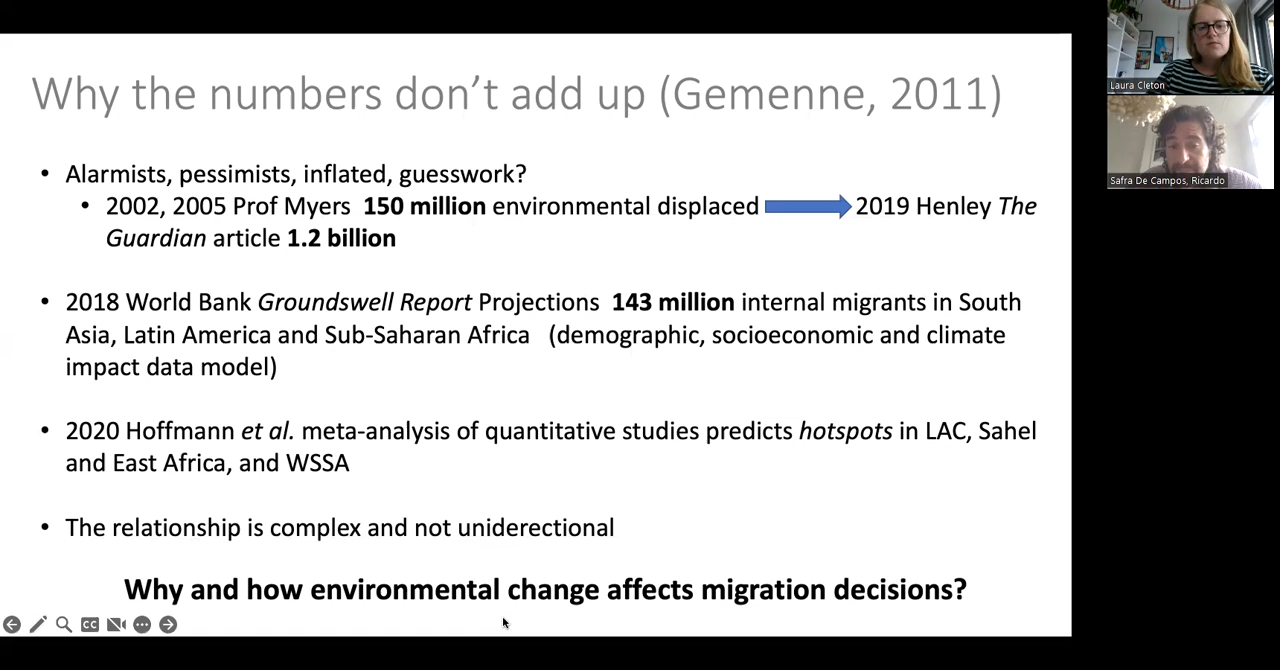 Why the numbers don't add up (Gemenne, 2011)
• Alarmists, pessimists, inflated, guesswork?
• 2002, 2005 Prof Myers 150 million environmental displaced 2019 Henley The
Guardian article 1.2 billion
• 2018 World Bank Groundswell Report Projections 143 million internal migrants in South
Asia, Latin America and Sub-Saharan Africa (demographic, socioeconomic and climate
impact data model)
• 2020 Hoffmann et al. meta-analysis of quantitative studies predicts hotspots in LAC, Sahel
and East Africa, and WSSA
• The relationship is complex and not uniderectional
Why and how environmental change affects migration decisions?
CC
Laura Cleton
Safra De Campos, Ricardo